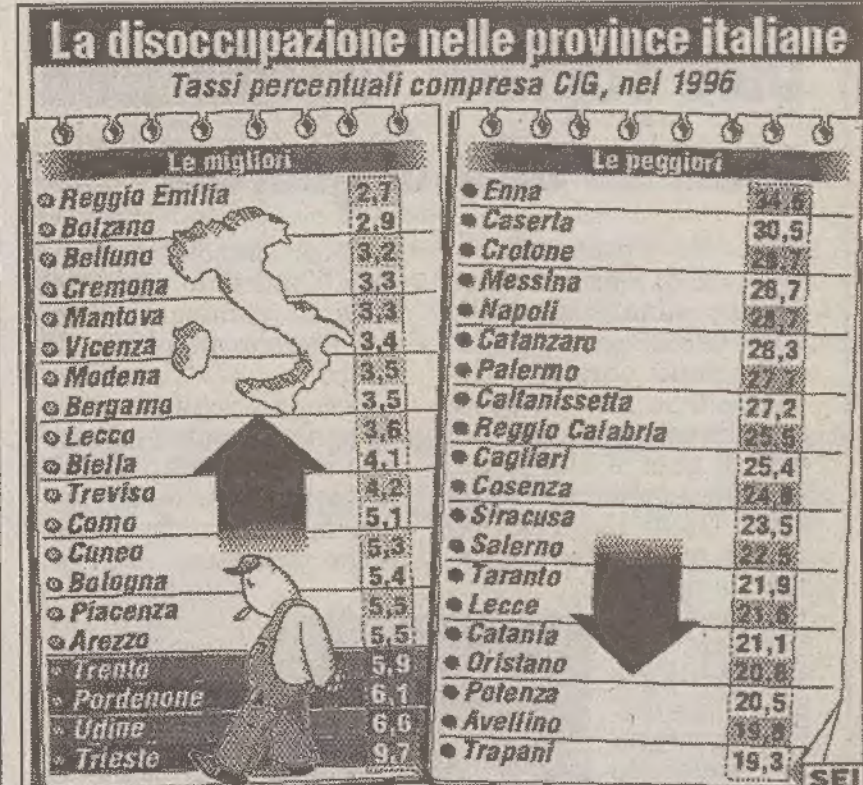 La disoccupazione nelle province italiane
Tassi percentuali compresa CIG, nel 1996
Le migliori
Reggio Emilia 2,7
Bolzano 2,9
Belluno 3,2
Cremona 3,3
Mantova 3,3
Vicenza 3,4
Modena 3,5
Bergamo 3,5
Lecco 3,6
Biella 4,1
Treviso 4,2
Como 5,1
Cuneo 5,3
Bologna 5,4
Piacenza 5,5
Arezzo 5,5
Trento 5,9
Pordenone 6,1
Udine 6,6
Trieste 9,7
Le peggiori
Enna
Caserta 30,5
Crotone
Messina 28,7
Napoli 28,7
Catanzaro 28,3
Palermo 27,7
Caltanissetta 27,2
Reggio Calabria 25,5
Cagliari 25,4
Cosenza
Siracusa 23,5
Salerno
Taranto 21,9
Lecce
Catania 21,1
Oristano
Potenza 20,5
Avellino
Trapani 19,3